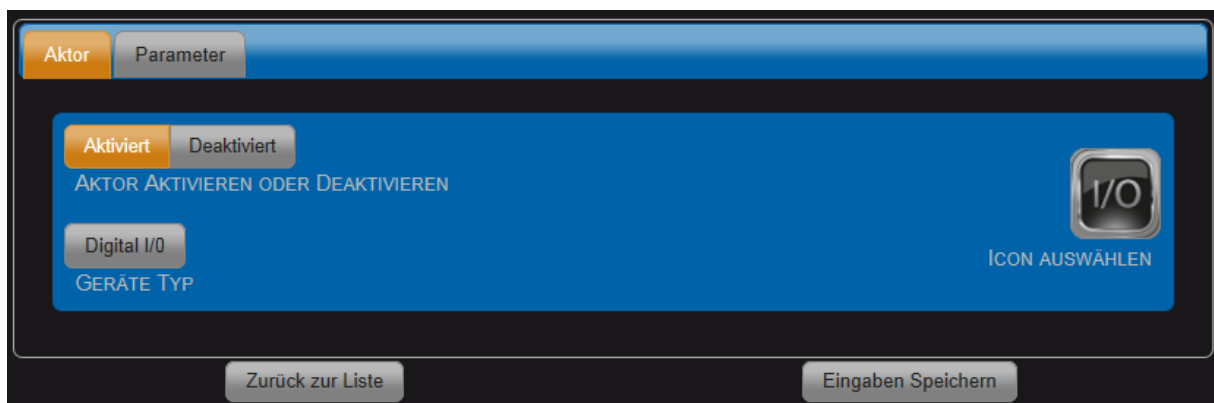 Aktor Parameter
Aktiviert Deaktiviert
AKTOR AKTIVIEREN ODER DEAKTIVIEREN
I/O
Digital I/0
ICON AUSWÄHLEN
GERÄTE TYP
Zurück zur Liste Eingaben Speichern